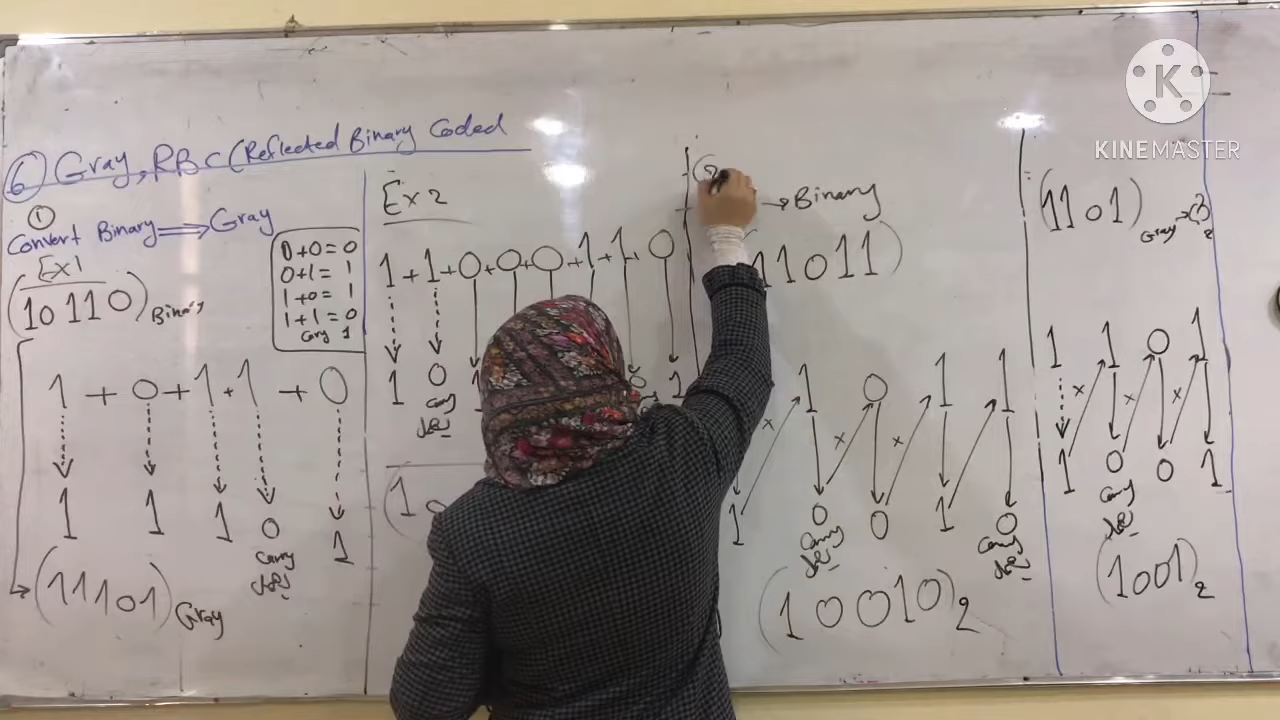 K
KINEMASTER
6 Gray, RBC (Reflected Binary Coded
1
Convert Binary ⇒ Gray
Ex1
(10110)Binary
0+0=0
0+1=1
1+0=1
1+1=0
Carry 1
1 + 0 + 1 + 1 + 0
1 1 1 0 1
Carry
(11101)Gray
Ex2
1 + 1 + 0 + 0 + 0 + 1 + 1 + 0
1 0 1
Carry
(1 0
→ Binary
11011)
1 0 1 1
1 0 0 1 0
Carry Carry
(10010)2
(1101)Gray→( )2
1 1 0 1
1 0 0 1
Carry
(1001)2